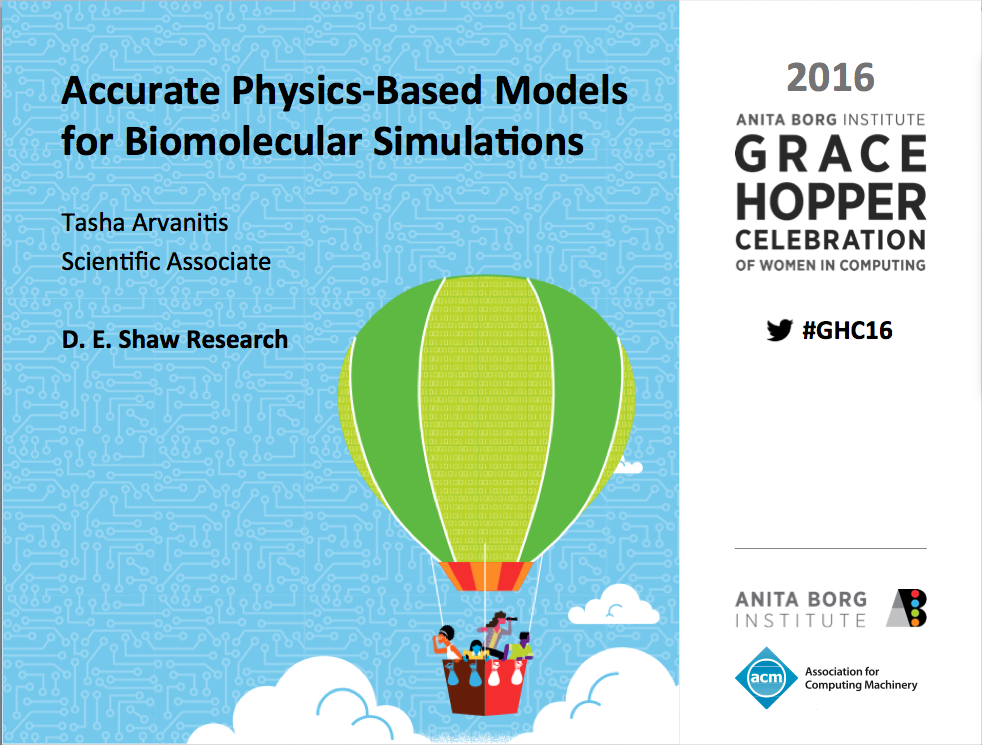 Accurate Physics-Based Models
for Biomolecular Simulations
Tasha Arvanitis
Scientific Associate
D. E. Shaw Research
2016
ANITA BORG INSTITUTE
GRACE
HOPPER
CELEBRATION
OF WOMEN IN COMPUTING
#GHC16
ANITA BORG
INSTITUTE
AB
acm
Association for
Computing Machinery